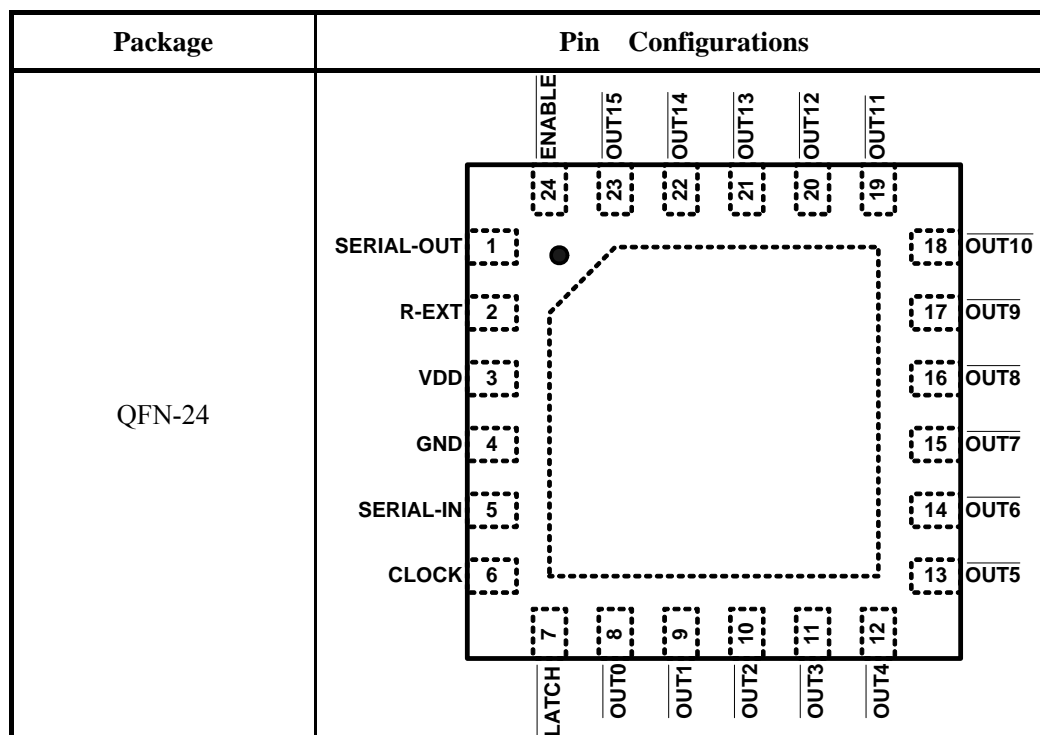 Package
Pin Configurations
QFN-24
ENABLE
OUT15
OUT14
OUT13
OUT12
OUT11
24
23
22
21
20
19
SERIAL-OUT 1
R-EXT 2
VDD 3
GND 4
SERIAL-IN 5
CLOCK 6
18 OUT10
17 OUT9
16 OUT8
15 OUT7
14 OUT6
13 OUT5
7
8
9
10
11
12
LATCH
OUT0
OUT1
OUT2
OUT3
OUT4